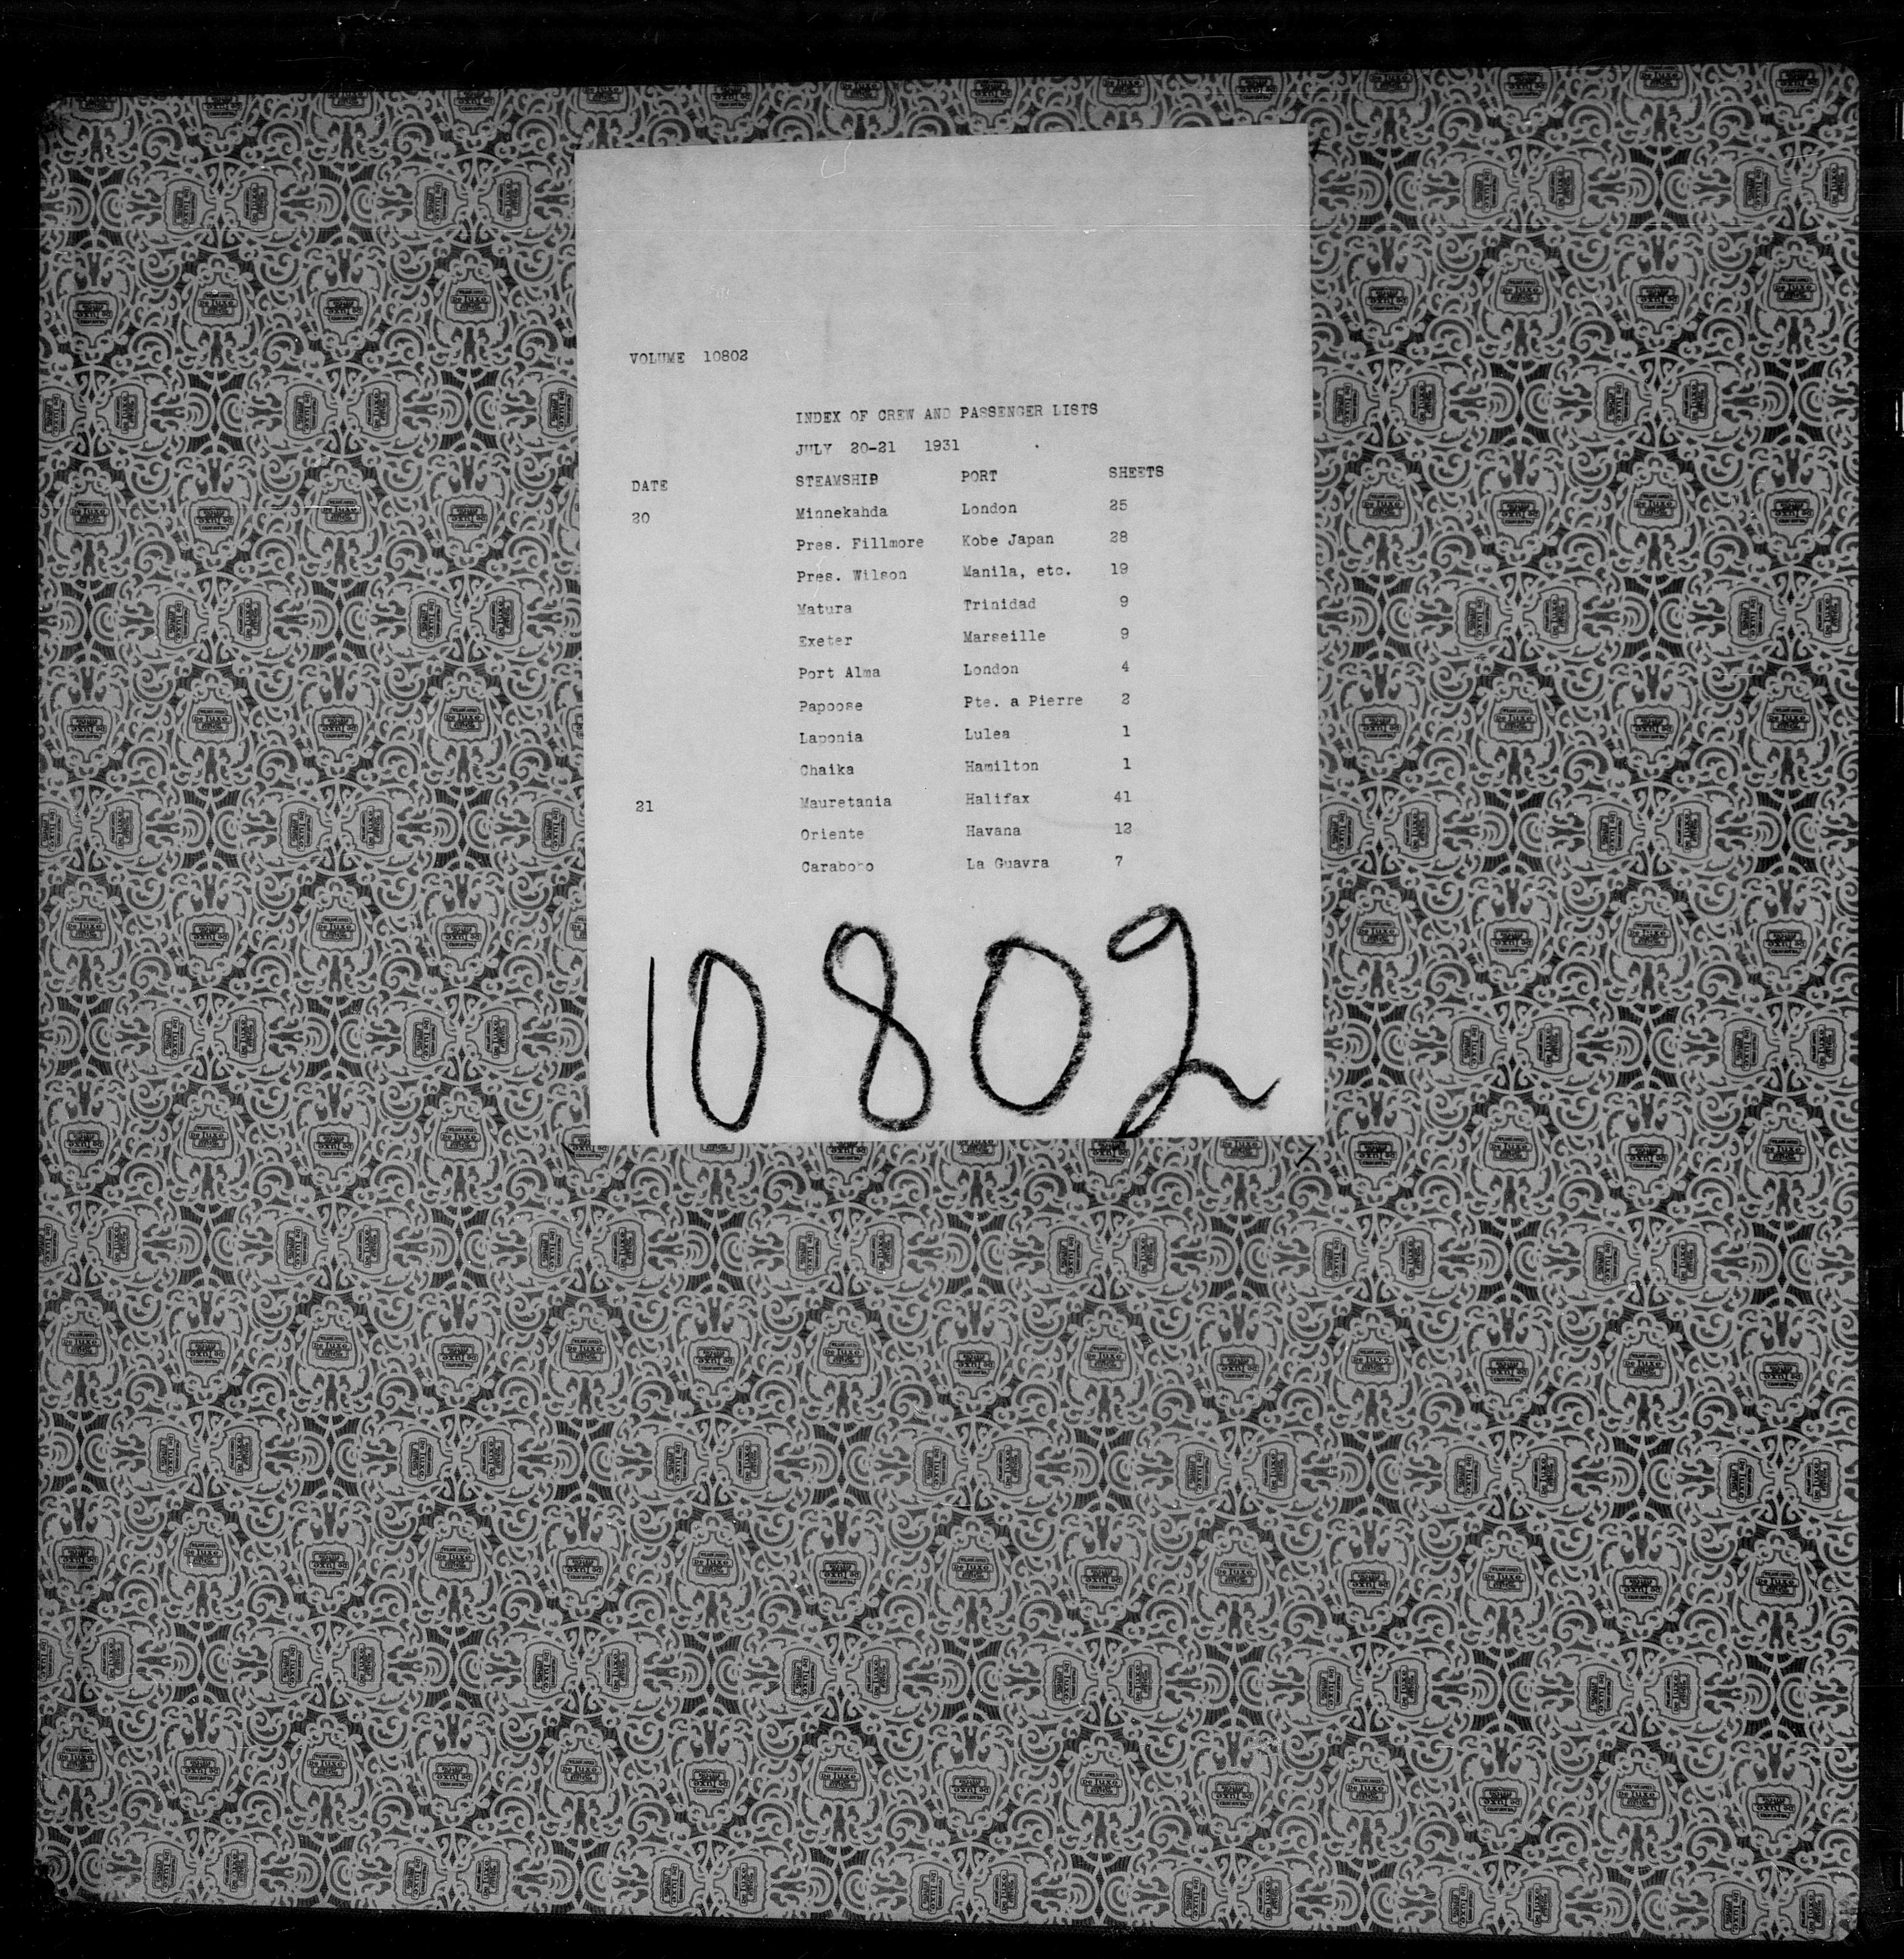 VOLUME 10802
INDEX OF CREW AND PASSENGER LISTS
JULY 20-21 1931
DATE STEAMSHIP PORT SHEETS
20 Minnekahda London 25
Pres. Fillmore Kobe Japan 28
Pres. Wilson Manila, etc. 19
Matura Trinidad 9
Exeter Marseille 9
Port Alma London 4
Papoose Pte. a Pierre 2
Laponia Lulea 1
Chaika Hamilton 1
21 Mauretania Halifax 41
Oriente Havana 12
Carabobo La Guayra 7
10802